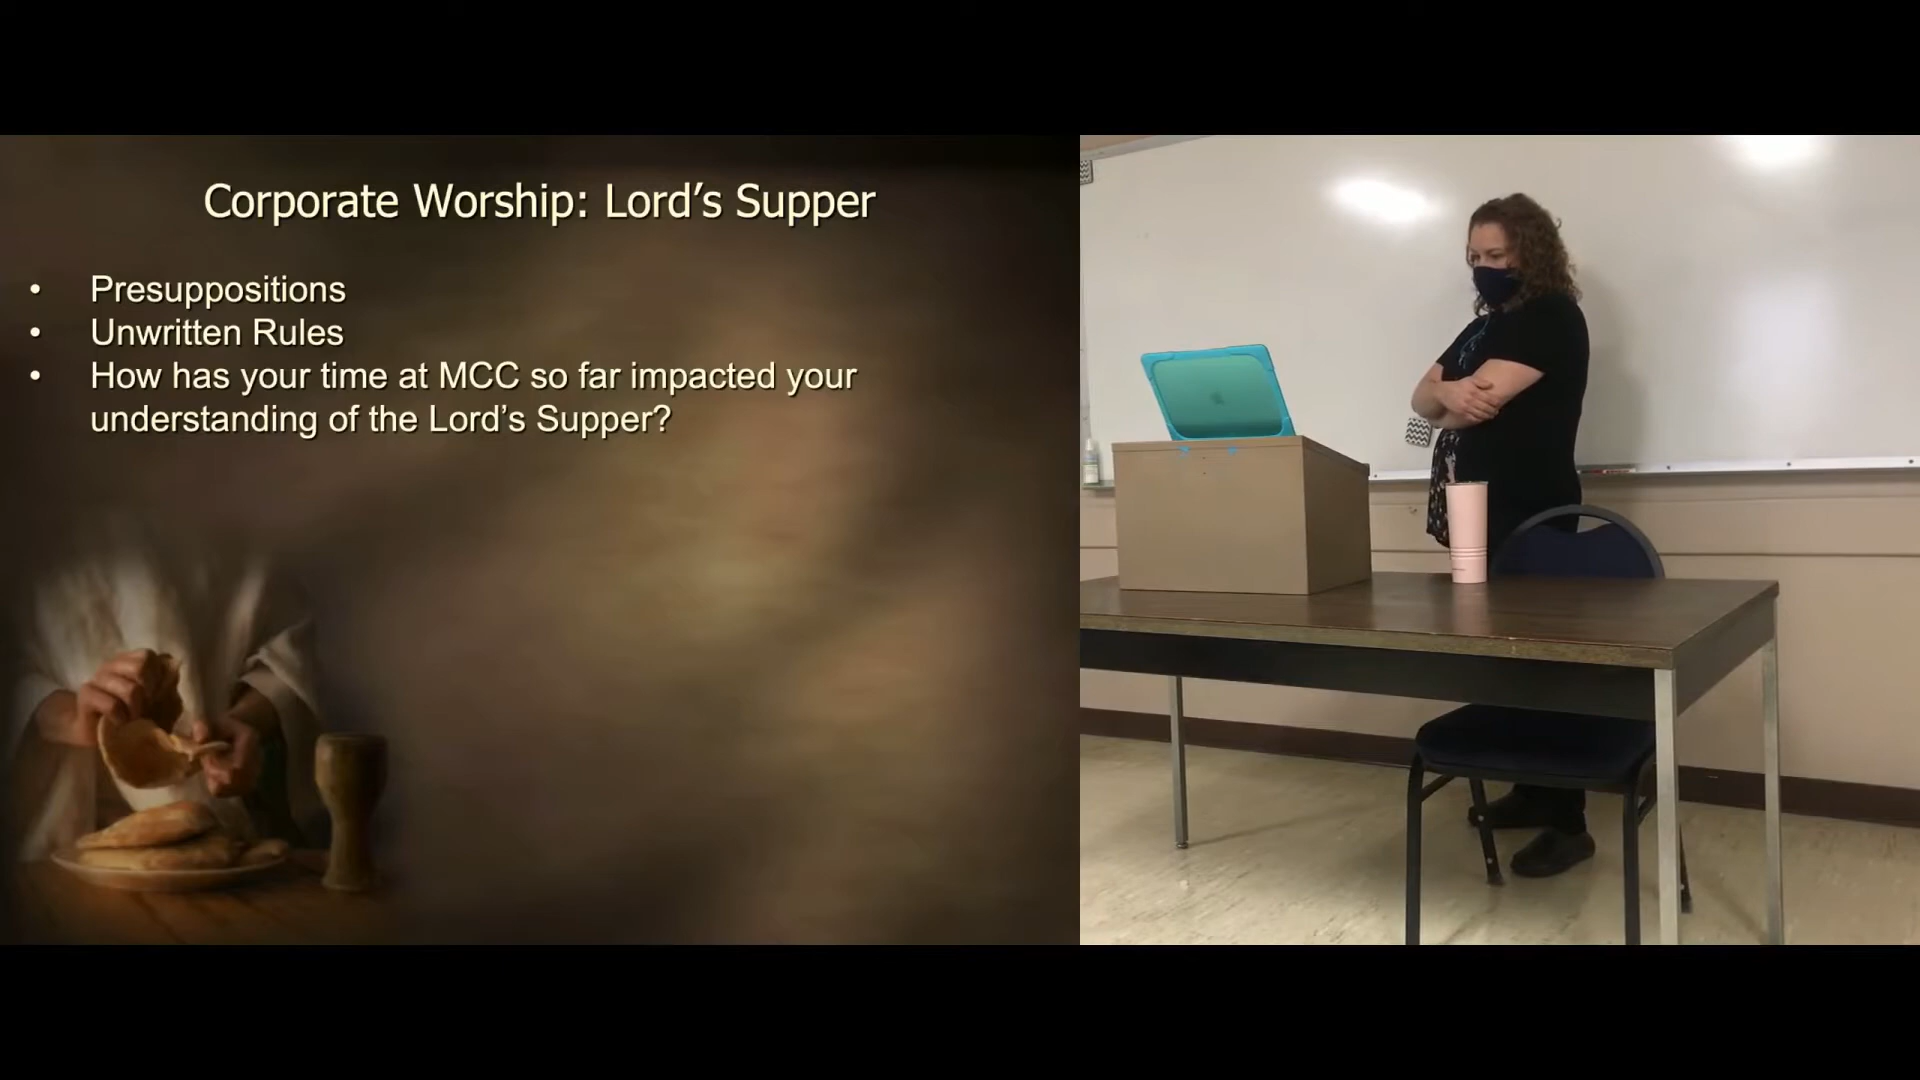 Corporate Worship: Lord’s Supper
• Presuppositions
• Unwritten Rules
• How has your time at MCC so far impacted your
understanding of the Lord’s Supper?